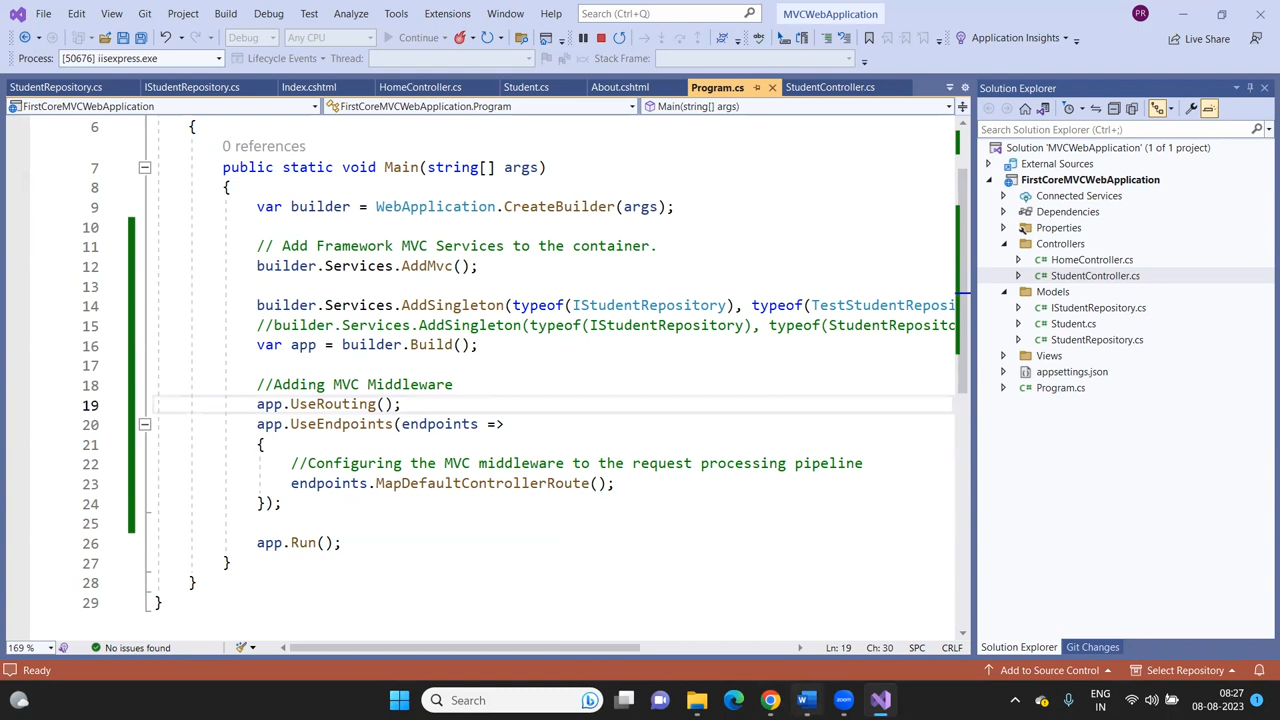 File Edit View Git Project Build Debug Test Analyze Tools Extensions Window Help Search (Ctrl+Q) MVCWebApplication PR
Debug Any CPU Continue Application Insights Live Share
Process: [50676] iisexpress.exe Lifecycle Events Thread: Stack Frame:
StudentRepository.cs IStudentRepository.cs Index.cshtml HomeController.cs Student.cs About.cshtml Program.cs StudentController.cs
FirstCoreMVCWebApplication FirstCoreMVCWebApplication.Program Main(string[] args)
6 {
0 references
7 public static void Main(string[] args)
8 {
9 var builder = WebApplication.CreateBuilder(args);
10
11 // Add Framework MVC Services to the container.
12 builder.Services.AddMvc();
13
14 builder.Services.AddSingleton(typeof(IStudentRepository), typeof(TestStudentReposi
15 //builder.Services.AddSingleton(typeof(IStudentRepository), typeof(StudentReposito
16 var app = builder.Build();
17
18 //Adding MVC Middleware
19 app.UseRouting();
20 app.UseEndpoints(endpoints =>
21 {
22 //Configuring the MVC middleware to the request processing pipeline
23 endpoints.MapDefaultControllerRoute();
24 });
25
26 app.Run();
27 }
28 }
29 }
169 % No issues found Ln: 19 Ch: 30 SPC CRLF
Solution Explorer
Search Solution Explorer (Ctrl+;)
Solution 'MVCWebApplication' (1 of 1 project)
External Sources
FirstCoreMVCWebApplication
Connected Services
Dependencies
Properties
Controllers
HomeController.cs
StudentController.cs
Models
IStudentRepository.cs
Student.cs
StudentRepository.cs
Views
appsettings.json
Program.cs
Solution Explorer Git Changes
Ready Add to Source Control Select Repository
Search ENG IN 08:27 08-08-2023